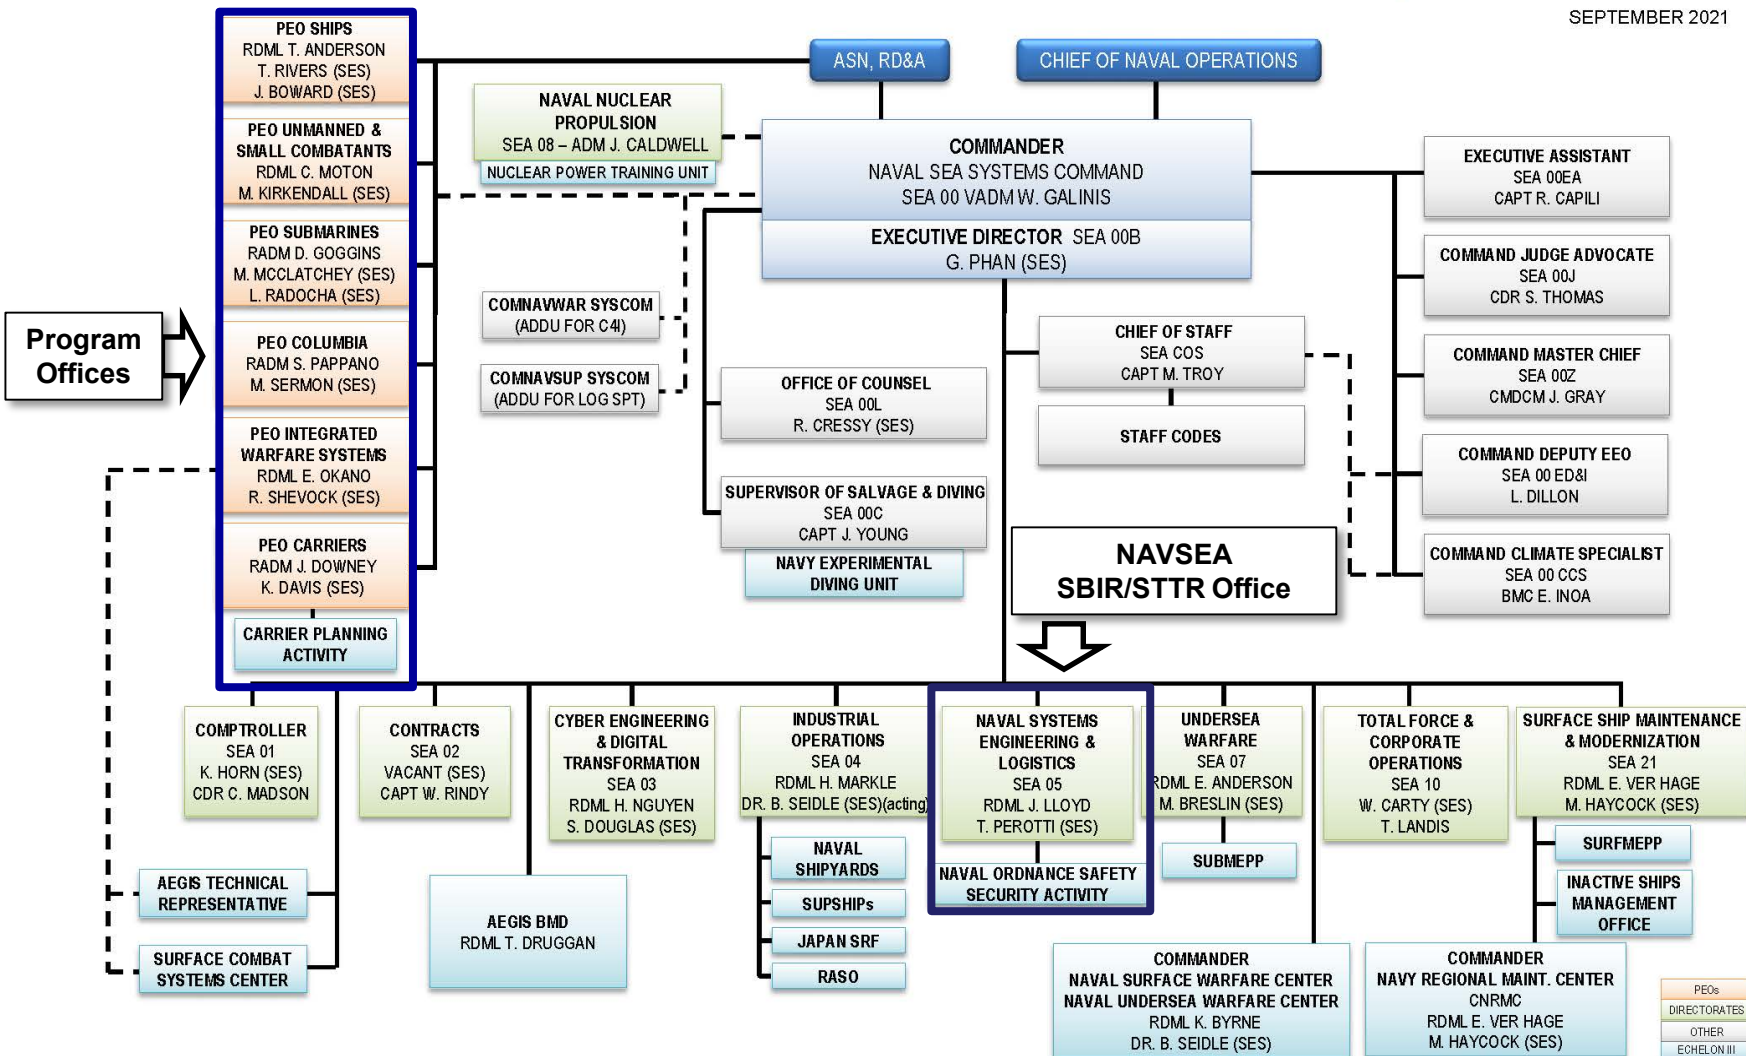 SEPTEMBER 2021
PEO SHIPS
RDML T. ANDERSON
T. RIVERS (SES)
J. BOWARD (SES)
PEO UNMANNED &
SMALL COMBATANTS
RDML C. MOTON
M. KIRKENDALL (SES)
PEO SUBMARINES
RADM D. GOGGINS
M. MCCLATCHEY (SES)
L. RADOCHA (SES)
PEO COLUMBIA
RADM S. PAPPANO
M. SERMON (SES)
PEO INTEGRATED
WARFARE SYSTEMS
RDML E. OKANO
R. SHEVOCK (SES)
PEO CARRIERS
RADM J. DOWNEY
K. DAVIS (SES)
CARRIER PLANNING
ACTIVITY
Program
Offices
ASN, RD&A
CHIEF OF NAVAL OPERATIONS
NAVAL NUCLEAR
PROPULSION
SEA 08 – ADM J. CALDWELL
NUCLEAR POWER TRAINING UNIT
COMMANDER
NAVAL SEA SYSTEMS COMMAND
SEA 00 VADM W. GALINIS
EXECUTIVE DIRECTOR SEA 00B
G. PHAN (SES)
COMNAVWAR SYSCOM
(ADDU FOR C4I)
COMNAVSUP SYSCOM
(ADDU FOR LOG SPT)
OFFICE OF COUNSEL
SEA 00L
R. CRESSY (SES)
SUPERVISOR OF SALVAGE & DIVING
SEA 00C
CAPT J. YOUNG
NAVY EXPERIMENTAL
DIVING UNIT
CHIEF OF STAFF
SEA COS
CAPT M. TROY
STAFF CODES
EXECUTIVE ASSISTANT
SEA 00EA
CAPT R. CAPILI
COMMAND JUDGE ADVOCATE
SEA 00J
CDR S. THOMAS
COMMAND MASTER CHIEF
SEA 00Z
CMDCM J. GRAY
COMMAND DEPUTY EEO
SEA 00 ED&I
L. DILLON
COMMAND CLIMATE SPECIALIST
SEA 00 CCS
BMC E. INOA
NAVSEA
SBIR/STTR Office
COMPTROLLER
SEA 01
K. HORN (SES)
CDR C. MADSON
CONTRACTS
SEA 02
VACANT (SES)
CAPT W. RINDY
CYBER ENGINEERING
& DIGITAL
TRANSFORMATION
SEA 03
RDML H. NGUYEN
S. DOUGLAS (SES)
INDUSTRIAL
OPERATIONS
SEA 04
RDML H. MARKLE
DR. B. SEIDLE (SES)(acting)
NAVAL SYSTEMS
ENGINEERING &
LOGISTICS
SEA 05
RDML J. LLOYD
T. PEROTTI (SES)
UNDERSEA
WARFARE
SEA 07
RDML E. ANDERSON
M. BRESLIN (SES)
TOTAL FORCE &
CORPORATE
OPERATIONS
SEA 10
W. CARTY (SES)
T. LANDIS
SURFACE SHIP MAINTENANCE
& MODERNIZATION
SEA 21
RDML E. VER HAGE
M. HAYCOCK (SES)
AEGIS TECHNICAL
REPRESENTATIVE
SURFACE COMBAT
SYSTEMS CENTER
AEGIS BMD
RDML T. DRUGGAN
NAVAL
SHIPYARDS
SUPSHIPs
JAPAN SRF
RASO
NAVAL ORDNANCE SAFETY
SECURITY ACTIVITY
SUBMEPP
SURFMEPP
INACTIVE SHIPS
MANAGEMENT
OFFICE
COMMANDER
NAVAL SURFACE WARFARE CENTER
NAVAL UNDERSEA WARFARE CENTER
RDML K. BYRNE
DR. B. SEIDLE (SES)
COMMANDER
NAVY REGIONAL MAINT. CENTER
CNRMC
RDML E. VER HAGE
M. HAYCOCK (SES)
PEOs
DIRECTORATES
OTHER
ECHELON III